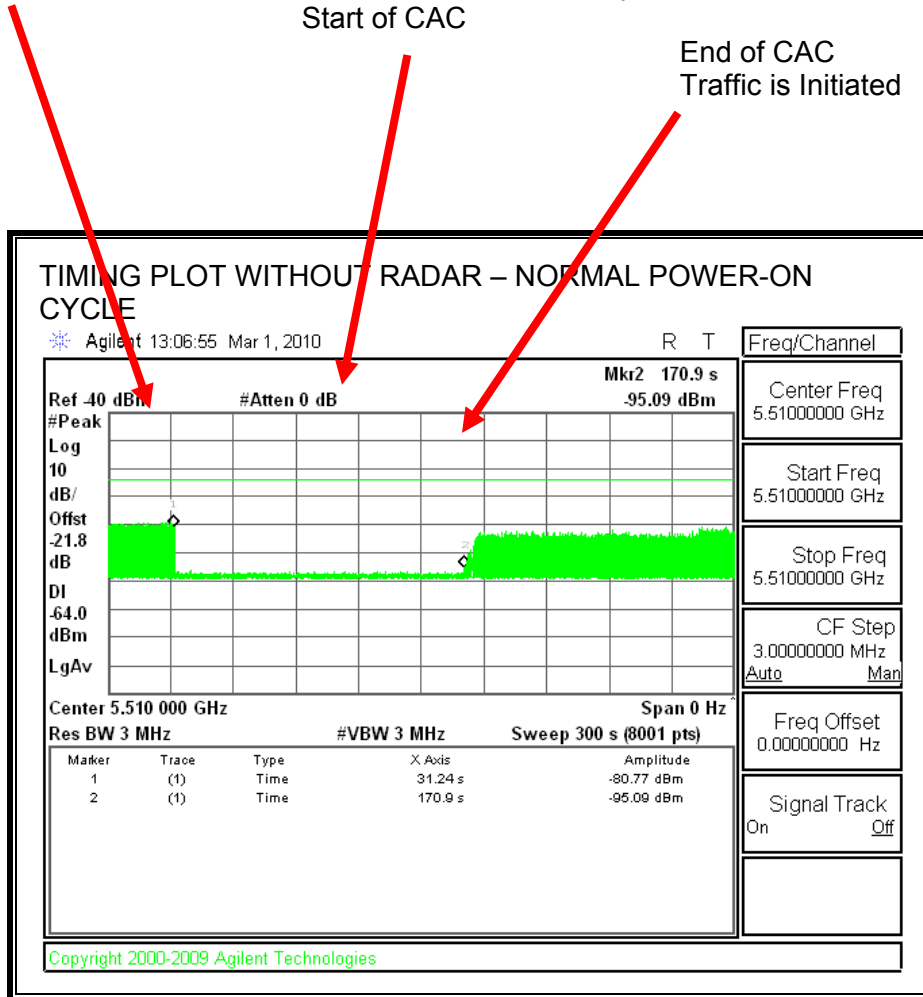 Start of CAC
End of CAC
Traffic is Initiated
TIMING PLOT WITHOUT RADAR – NORMAL POWER-ON
CYCLE
Agilent 13:06:55 Mar 1, 2010
R T
Freq/Channel
Mkr2 170.9 s
Ref -40 dBm #Atten 0 dB -95.09 dBm
#Peak
Log
10
dB/
Offst
-21.8
dB
DI
-64.0
dBm
LgAv
1
2
Center 5.510 000 GHz Span 0 Hz
Res BW 3 MHz #VBW 3 MHz Sweep 300 s (8001 pts)
Marker Trace Type X Axis Amplitude
1 (1) Time 31.24 s -80.77 dBm
2 (1) Time 170.9 s -95.09 dBm
Center Freq
5.51000000 GHz
Start Freq
5.51000000 GHz
Stop Freq
5.51000000 GHz
CF Step
3.00000000 MHz
Auto Man
Freq Offset
0.00000000 Hz
Signal Track
On Off
Copyright 2000-2009 Agilent Technologies